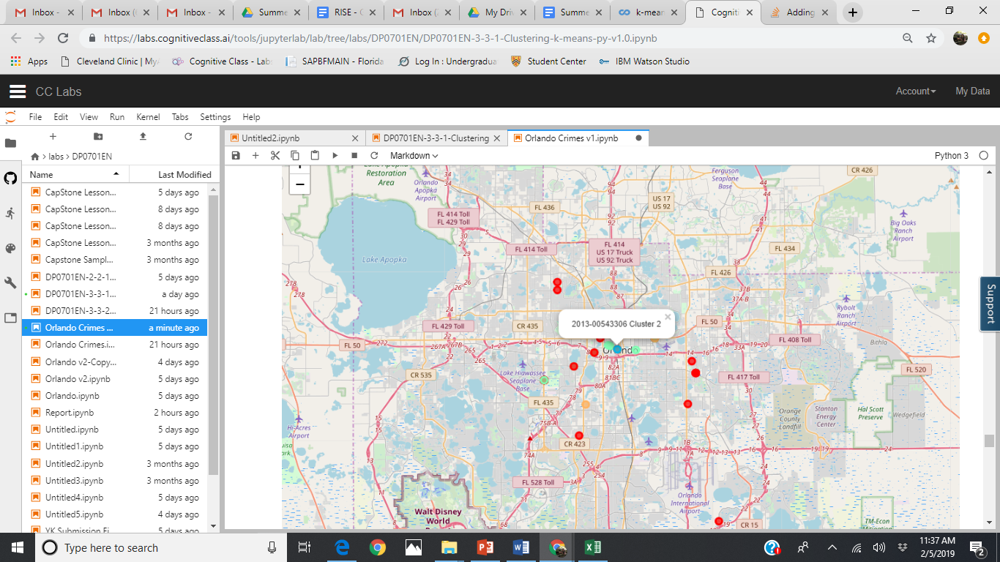 Inbox -
Inbox (
Inbox -
Summe
RISE - C
Inbox (
My Driv
Summe
k-mean
Cogniti
Adding
https://labs.cognitiveclass.ai/tools/jupyterlab/lab/tree/labs/DP0701EN/DP0701EN-3-3-1-Clustering-k-means-py-v1.0.ipynb
Apps
Cleveland Clinic | My
Cognitive Class - Lab
SAPBFMAIN - Florida
Log In : Undergradua
Student Center
IBM Watson Studio
CC Labs
Account
My Data
File Edit View Run Kernel Tabs Settings Help
labs > DP0701EN
Name Last Modified
CapStone Lesson... 5 days ago
CapStone Lesson... 8 days ago
CapStone Lesson... 8 days ago
CapStone Lesson... 3 months ago
Capstone Sampl... 3 months ago
DP0701EN-2-2-1... 5 days ago
DP0701EN-3-3-1... a day ago
DP0701EN-3-3-2... 21 hours ago
Orlando Crimes ... a minute ago
Orlando Crimes.i... 21 hours ago
Orlando v2-Copy... 4 days ago
Orlando v2.ipynb 5 days ago
Orlando.ipynb 5 days ago
Report.ipynb 2 hours ago
Untitled.ipynb 5 days ago
Untitled1.ipynb 5 days ago
Untitled2.ipynb 3 months ago
Untitled3.ipynb 3 months ago
Untitled4.ipynb 5 days ago
Untitled5.ipynb 4 days ago
Untitled2.ipynb
DP0701EN-3-3-1-Clustering
Orlando Crimes v1.ipynb
Markdown
Python 3
Restoration
Area
Orlando
Apopka
Airport
Ferguson
Seaplane
Base
CR 426
FL 436
US 17
US 92
FL 414 Toll
FL 429 Toll
Big Oaks
Ranch
Airport
Lake Apopka
FL 414 Toll
FL 414
US 17 Truck
US 92 Truck
FL 434
FL 426
Rybolt
Ranch
Airport
FL 429 Toll
CR 435
2013-00543306 Cluster 2
FL 50
FL 50
FL 408 Toll
Bithlo
Lake Hiawassee
Seaplane
Base
CR 535
FL 417 Toll
FL 520
FL 435
Orange
County
Landfill
Stanton
Energy
Center
Hal Scott
Preserve
Wedgefield
Hi-Acres
Airport
CR 423
FL 528 Toll
Walt Disney
World
Orlando
International
Airport
CR 15
TM-Econ
Support
Type here to search
11:37 AM
2/5/2019
2